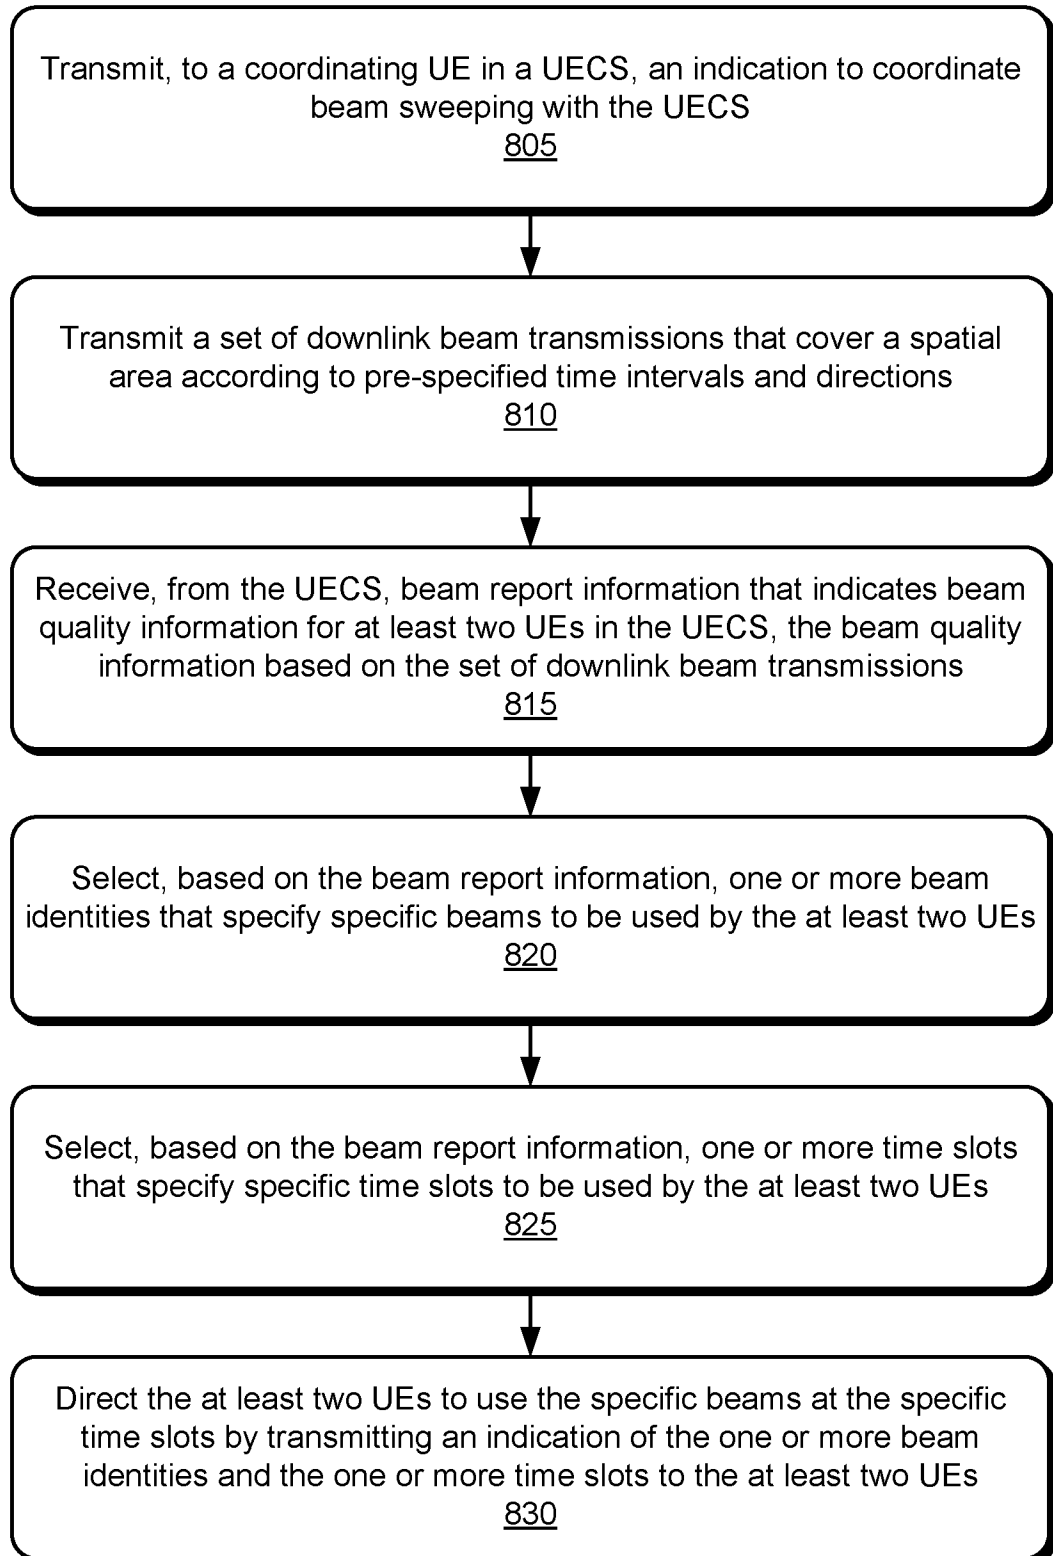 Transmit, to a coordinating UE in a UECS, an indication to coordinate
beam sweeping with the UECS
805
Transmit a set of downlink beam transmissions that cover a spatial
area according to pre-specified time intervals and directions
810
Receive, from the UECS, beam report information that indicates beam
quality information for at least two UEs in the UECS, the beam quality
information based on the set of downlink beam transmissions
815
Select, based on the beam report information, one or more beam
identities that specify specific beams to be used by the at least two UEs
820
Select, based on the beam report information, one or more time slots
that specify specific time slots to be used by the at least two UEs
825
Direct the at least two UEs to use the specific beams at the specific
time slots by transmitting an indication of the one or more beam
identities and the one or more time slots to the at least two UEs
830